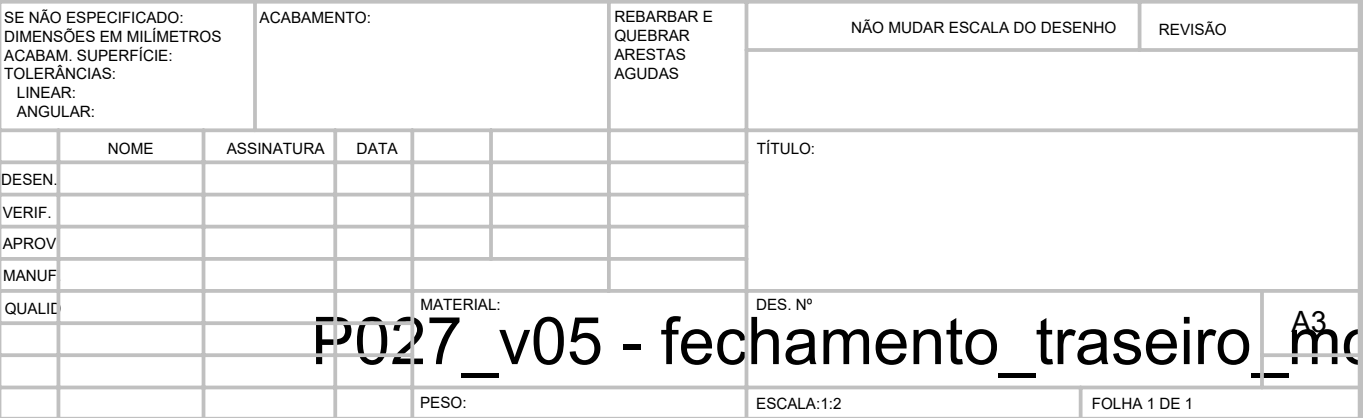 SE NÃO ESPECIFICADO:
DIMENSÕES EM MILÍMETROS
ACABAM. SUPERFÍCIE:
TOLERÂNCIAS:
LINEAR:
ANGULAR:
ACABAMENTO:
REBARBAR E
QUEBRAR
ARESTAS
AGUDAS
NÃO MUDAR ESCALA DO DESENHO
REVISÃO
NOME
ASSINATURA
DATA
TÍTULO:
DESEN.
VERIF.
APROV
MANUF
QUALID
MATERIAL:
DES. Nº
A3
P027_v05 - fechamento_traseiro_mo
PESO:
ESCALA:1:2
FOLHA 1 DE 1